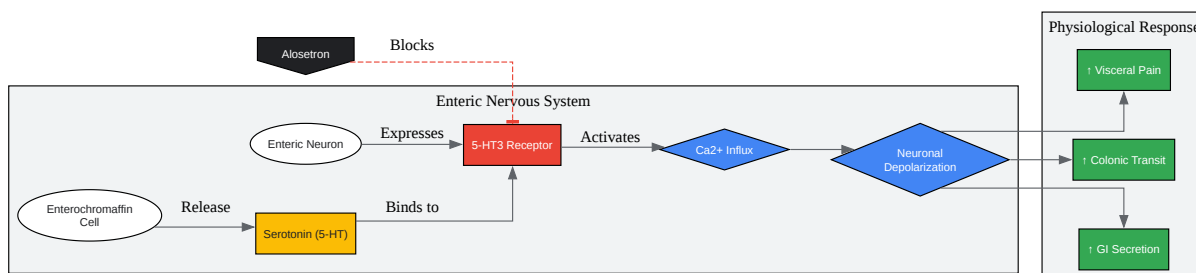 Physiological Response
Alosetron
Blocks
↑ Visceral Pain
Enteric Nervous System
Enteric Neuron
Expresses
5-HT3 Receptor
Activates
Ca2+ Influx
Neuronal
Depolarization
↑ Colonic Transit
Enterochromaffin
Cell
Release
Serotonin (5-HT)
Binds to
↑ GI Secretion